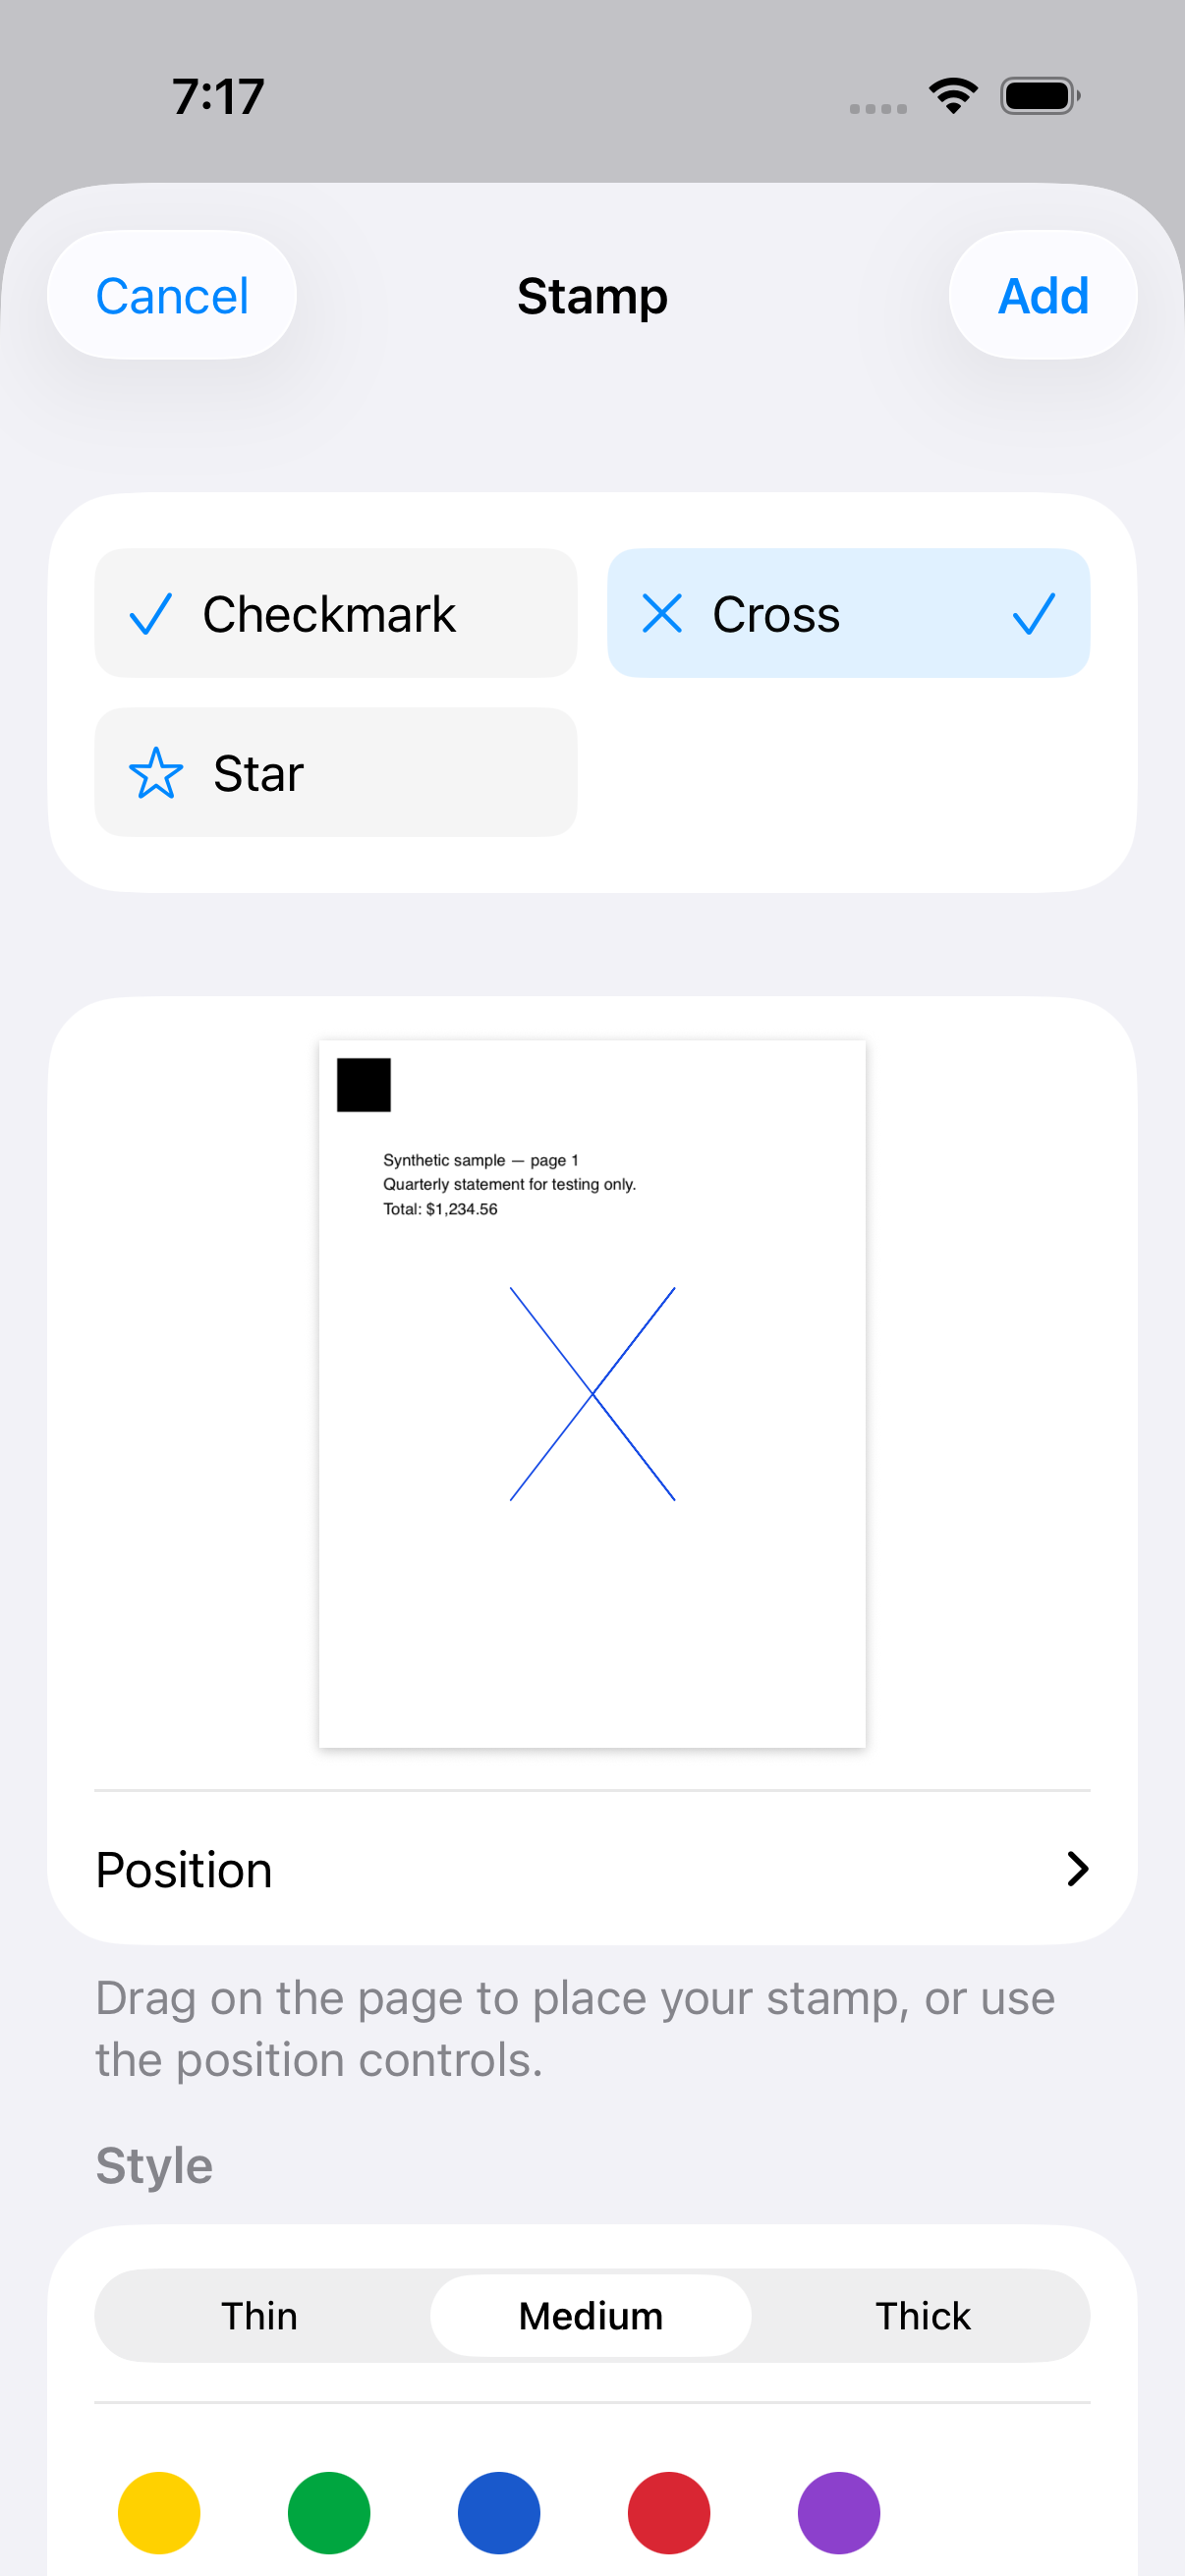 7:17
Cancel
Stamp
Add
Checkmark
Cross
Star
Synthetic sample — page 1
Quarterly statement for testing only.
Total: $1,234.56
Position
Drag on the page to place your stamp, or use
the position controls.
Style
Thin
Medium
Thick